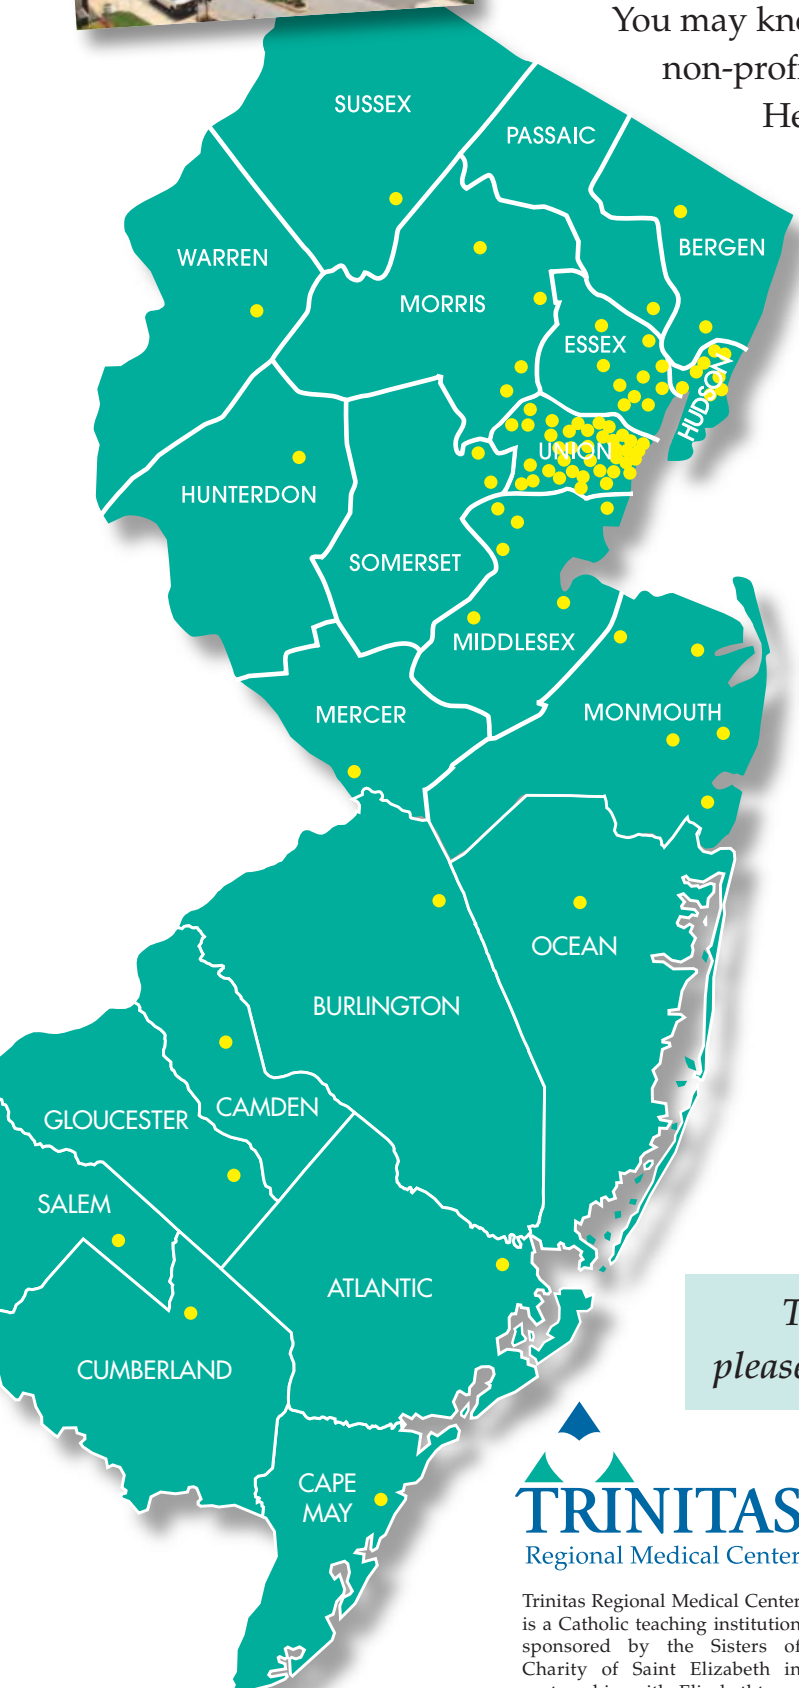 You may
non-profi
He
SUSSEX
PASSAIC
WARREN
BERGEN
MORRIS
ESSEX
HUDSON
UNION
HUNTERDON
SOMERSET
MIDDLESEX
MERCER
MONMOUTH
OCEAN
BURLINGTON
CAMDEN
GLOUCESTER
SALEM
ATLANTIC
T
please
CUMBERLAND
CAPE
MAY
TRINITAS
Regional Medical Center
Trinitas Regional Medical Center
is a Catholic teaching institution
sponsored by the Sisters of
Charity of Saint Elizabeth in